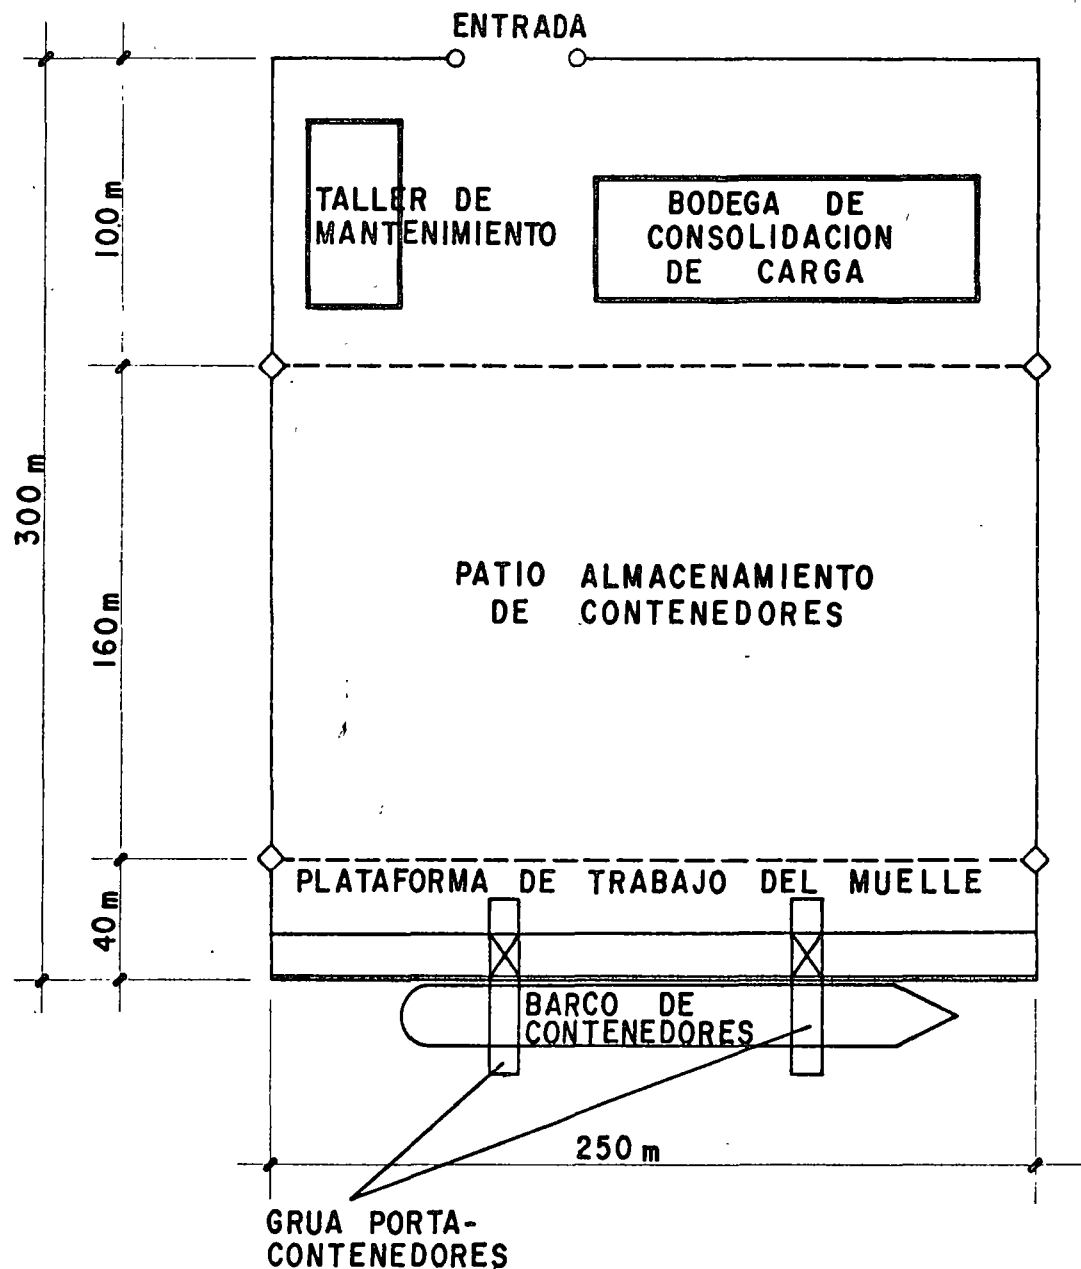 ENTRADA
TALLER DE
MANTENIMIENTO
BODEGA DE
CONSOLIDACION
DE CARGA
100 m
300 m
160 m
PATIO ALMACENAMIENTO
DE CONTENEDORES
40 m
PLATAFORMA DE TRABAJO DEL MUELLE
BARCO DE
CONTENEDORES
250 m
GRUA PORTA-
CONTENEDORES